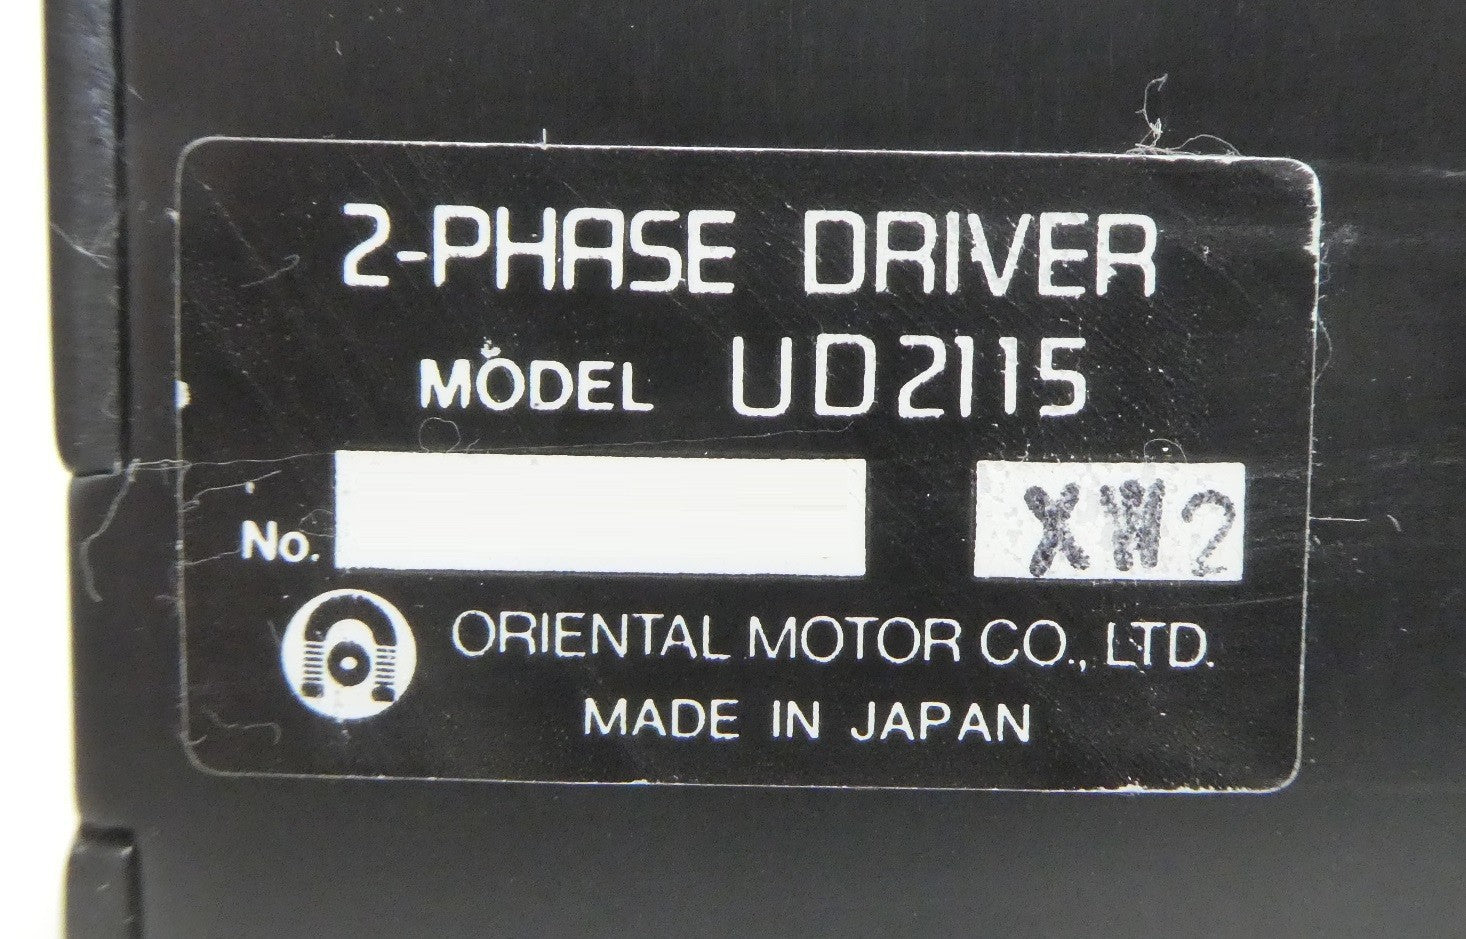 2-PHASE DRIVER
MODEL UD2115
No. XW2
ORIENTAL MOTOR CO., LTD.
MADE IN JAPAN